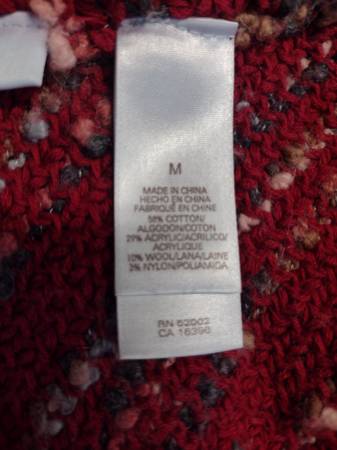 M
MADE IN CHINA
HECHO EN CHINA
FABRIQUÉ EN CHINE
58% COTTON/
ALGODÓN/COTON
29% ACRYLIC/ACRILICO/
ACRYLIQUE
10% WOOL/LANA/LAINE
3% NYLON/POLIAMIDA
RN 52002
CA 16396